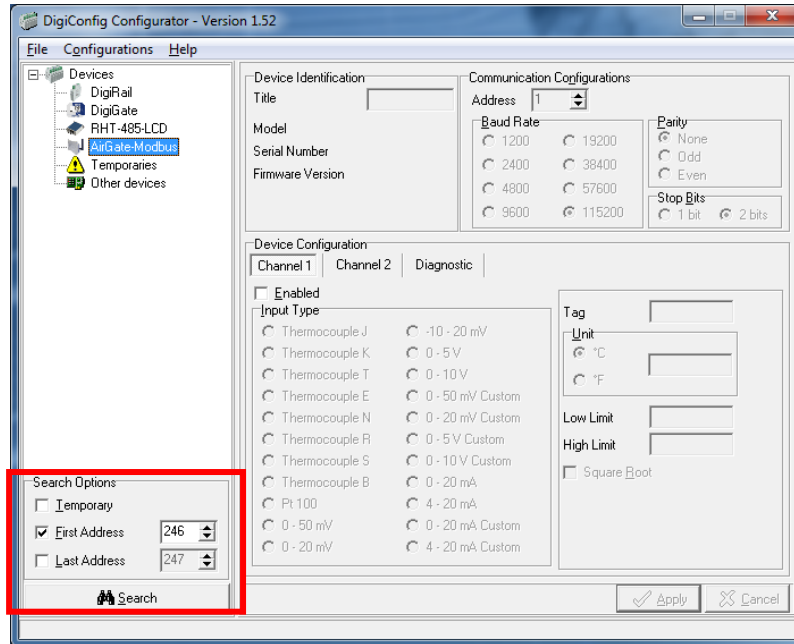 DigiConfig Configurator - Version 1.52
File Configurations Help
Devices
DigiRail
DigiGate
RHT-485-LCD
AirGate-Modbus
Temporaries
Other devices
Search Options
Temporary
First Address 246
Last Address 247
Search
Device Identification
Title
Model
Serial Number
Firmware Version
Communication Configurations
Address 1
Baud Rate
1200 19200
2400 38400
4800 57600
9600 115200
Parity
None
Odd
Even
Stop Bits
1 bit 2 bits
Device Configuration
Channel 1 Channel 2 Diagnostic
Enabled
Input Type
Thermocouple J -10 - 20 mV
Thermocouple K 0 - 5 V
Thermocouple T 0 - 10 V
Thermocouple E 0 - 50 mV Custom
Thermocouple N 0 - 20 mV Custom
Thermocouple R 0 - 5 V Custom
Thermocouple S 0 - 10 V Custom
Thermocouple B 0 - 20 mA
Pt 100 4 - 20 mA
0 - 50 mV 0 - 20 mA Custom
0 - 20 mV 4 - 20 mA Custom
Tag
Unit
°C
°F
Low Limit
High Limit
Square Root
Apply Cancel